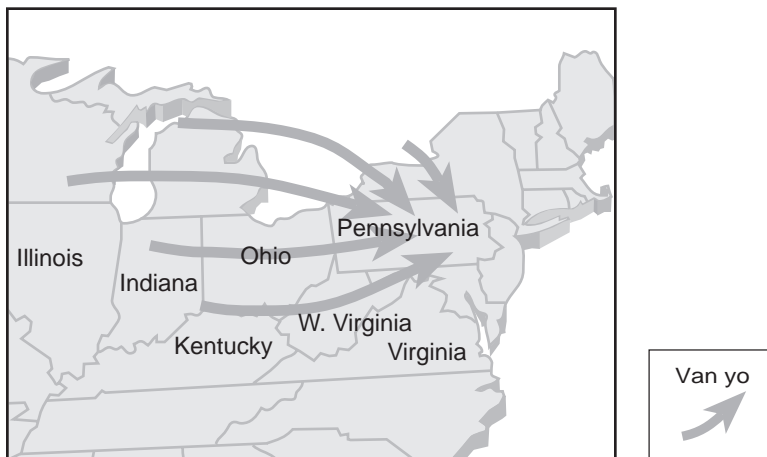 Pennsylvania
Illinois
Ohio
Indiana
W. Virginia
Kentucky
Virginia
Van yo